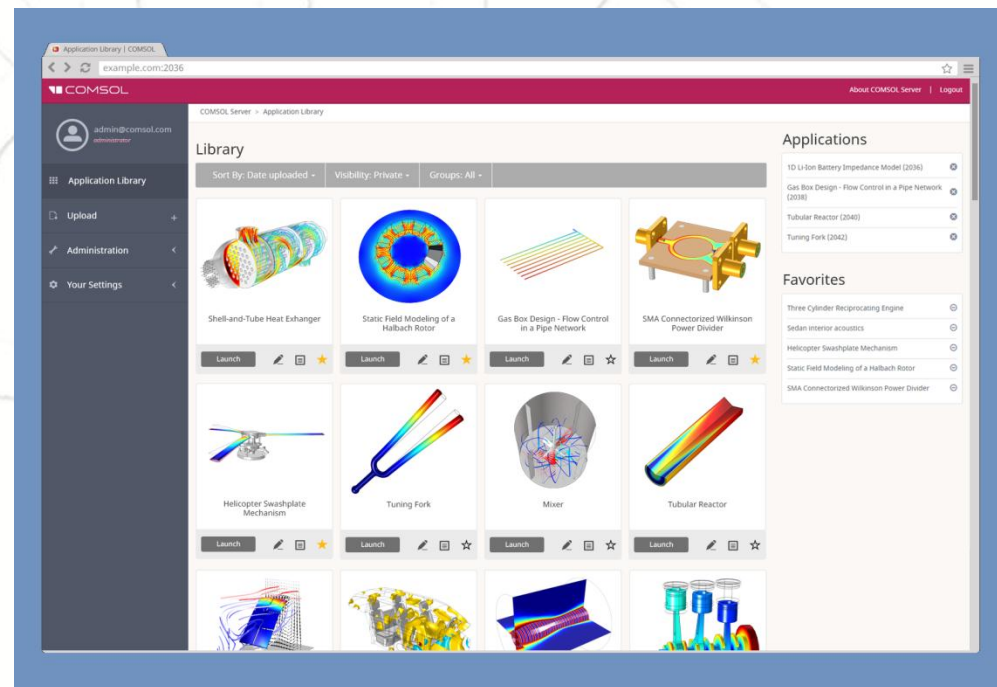 Application Library | COMSOL
example.com:2036
COMSOL
About COMSOL Server | Logout
admin@comsol.com
administrator
COMSOL Server > Application Library
Application Library
Upload +
Administration
Your Settings
Library
Sort By: Date uploaded
Visibility: Private
Groups: All
Shell-and-Tube Heat Exhanger
Launch
Static Field Modeling of a
Halbach Rotor
Launch
Gas Box Design - Flow Control
in a Pipe Network
Launch
SMA Connectorized Wilkinson
Power Divider
Launch
Helicopter Swashplate
Mechanism
Launch
Tuning Fork
Launch
Mixer
Launch
Tubular Reactor
Launch
Applications
1D Li-Ion Battery Impedance Model (2036)
Gas Box Design - Flow Control in a Pipe Network
(2038)
Tubular Reactor (2040)
Tuning Fork (2042)
Favorites
Three Cylinder Reciprocating Engine
Sedan interior acoustics
Helicopter Swashplate Mechanism
Static Field Modeling of a Halbach Rotor
SMA Connectorized Wilkinson Power Divider